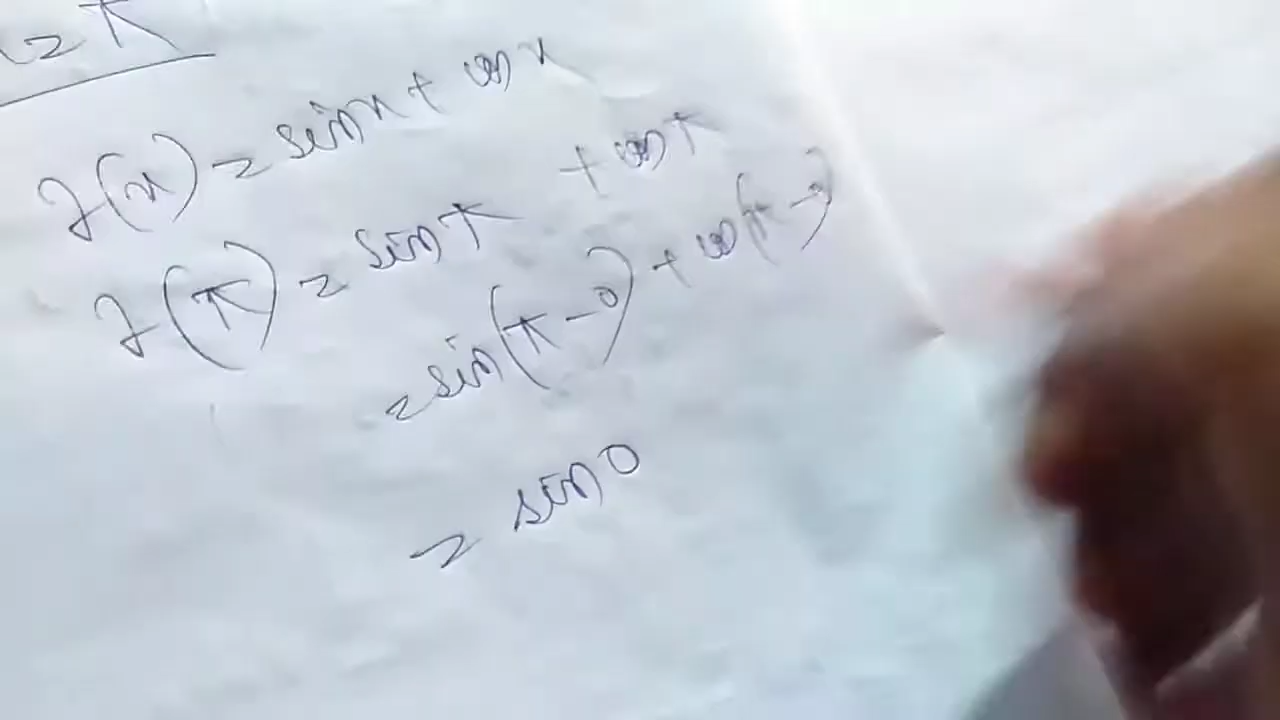 = π
f(x) = sin x + cos x
f(π) = sin π + cos π
= sin(π - 0) + cos(π - 0)
= sin 0